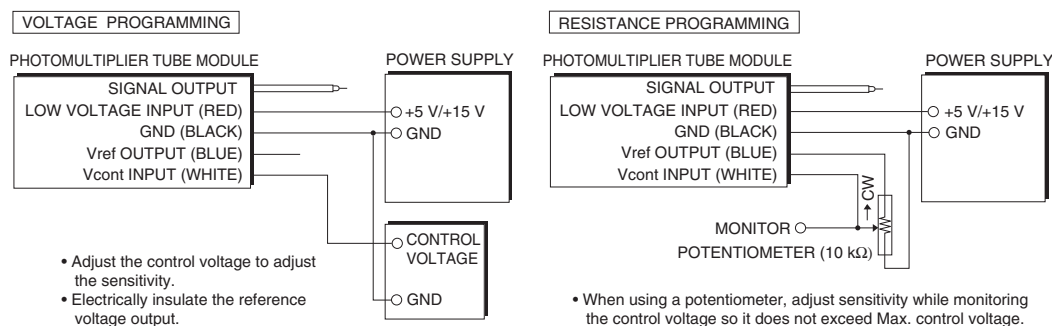 VOLTAGE PROGRAMMING
PHOTOMULTIPLIER TUBE MODULE
POWER SUPPLY
SIGNAL OUTPUT
LOW VOLTAGE INPUT (RED)
GND (BLACK)
Vref OUTPUT (BLUE)
Vcont INPUT (WHITE)
+5 V/+15 V
GND
CONTROL
VOLTAGE
GND
• Adjust the control voltage to adjust
the sensitivity.
• Electrically insulate the reference
voltage output.
RESISTANCE PROGRAMMING
PHOTOMULTIPLIER TUBE MODULE
POWER SUPPLY
SIGNAL OUTPUT
LOW VOLTAGE INPUT (RED)
GND (BLACK)
Vref OUTPUT (BLUE)
Vcont INPUT (WHITE)
+5 V/+15 V
GND
CW
MONITOR
POTENTIOMETER (10 kΩ)
• When using a potentiometer, adjust sensitivity while monitoring
the control voltage so it does not exceed Max. control voltage.